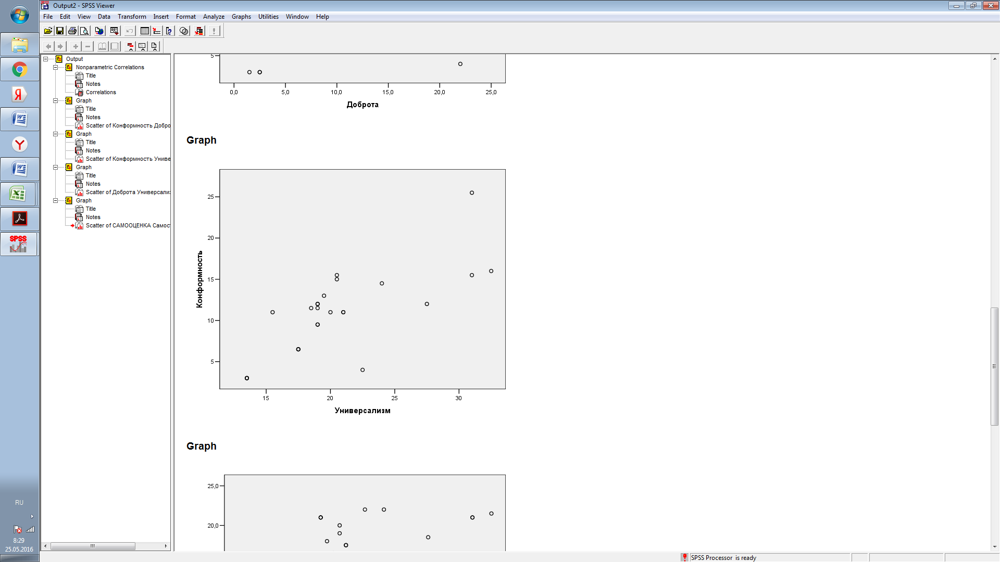 Output2 - SPSS Viewer
File Edit View Data Transform Insert Format Analyze Graphs Utilities Window Help
Output
Nonparametric Correlations
Title
Notes
Correlations
Graph
Title
Notes
Scatter of Конформность Добро
Graph
Title
Notes
Scatter of Конформность Униве
Graph
Title
Notes
Scatter of Доброта Универсализ
Graph
Title
Notes
Scatter of САМООЦЕНКА Самос
5
0,0 5,0 10,0 15,0 20,0 25,0
Доброта
Graph
25
20
15
10
5
Конформность
15 20 25 30
Универсализм
Graph
25,0
20,0
SPSS
RU
8:29
25.05.2016
SPSS Processor is ready